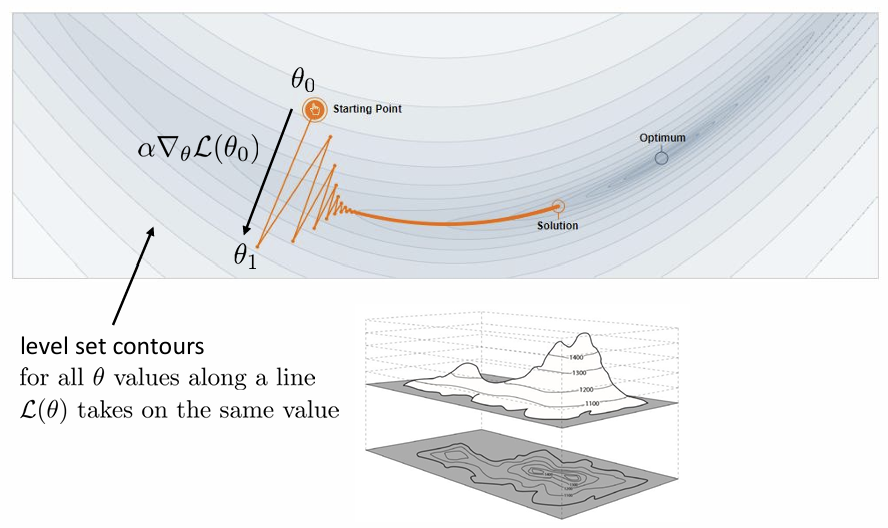 θ₀
Starting Point
α∇θℒ(θ₀)
Optimum
Solution
θ₁
level set contours
for all θ values along a line
ℒ(θ) takes on the same value
1400
1300
1200
1100